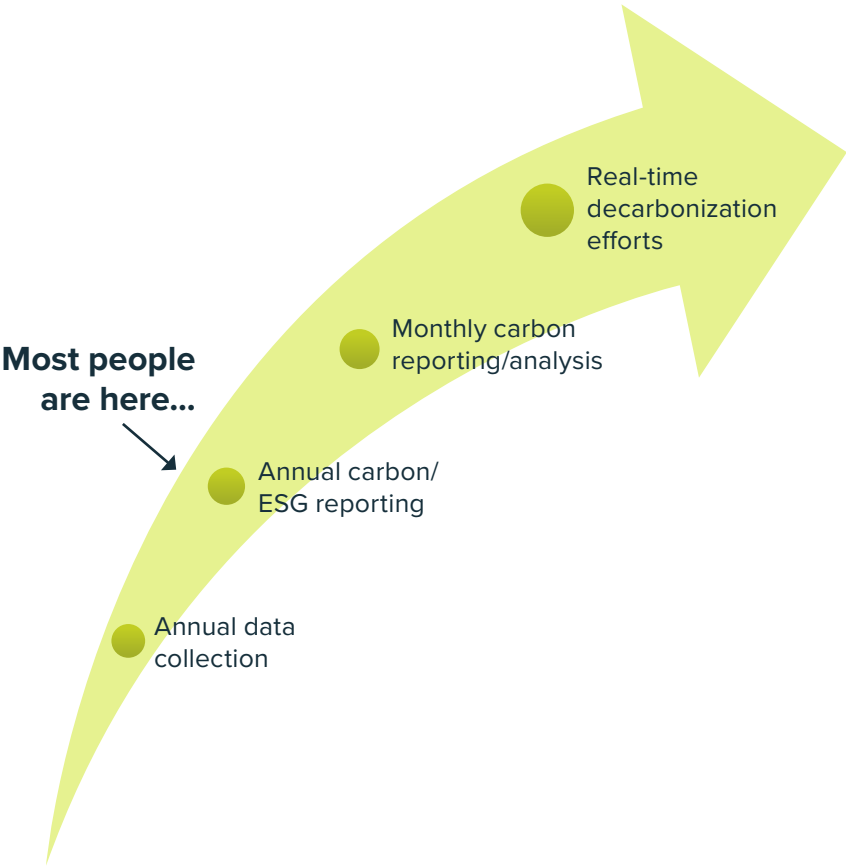 Real-time
decarbonization
efforts
Monthly carbon
reporting/analysis
Most people
are here...
Annual carbon/
ESG reporting
Annual data
collection